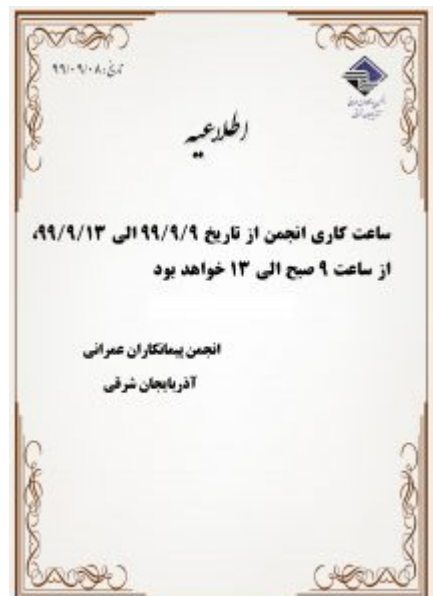 تاریخ: ۹۹/۰۹/۰۸
اطلاعیه
ساعت کاری انجمن از تاریخ ۹۹/۹/۹ الی ۹۹/۹/۱۳،
از ساعت ۹ صبح الی ۱۳ خواهد بود
انجمن پیمانکاران عمرانی
آذربایجان شرقی